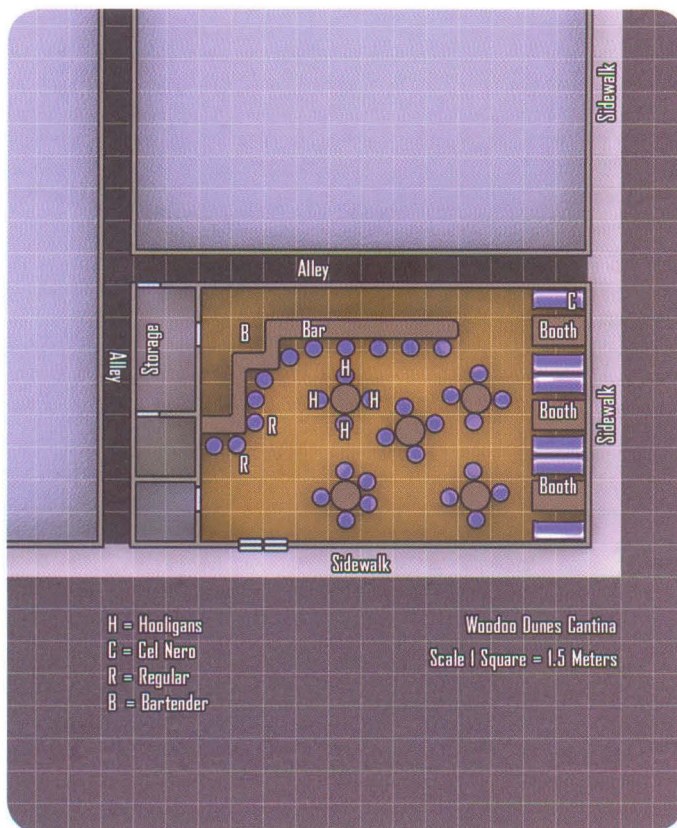 Sidewalk
Alley
C
B
Bar
Booth
Storage
Alley
H
H
H
Booth
Sidewalk
R
H
R
Booth
Sidewalk
H = Hooligans
C = Cel Nero
R = Regular
B = Bartender
Woodoo Dunes Cantina
Scale 1 Square = 1.5 Meters